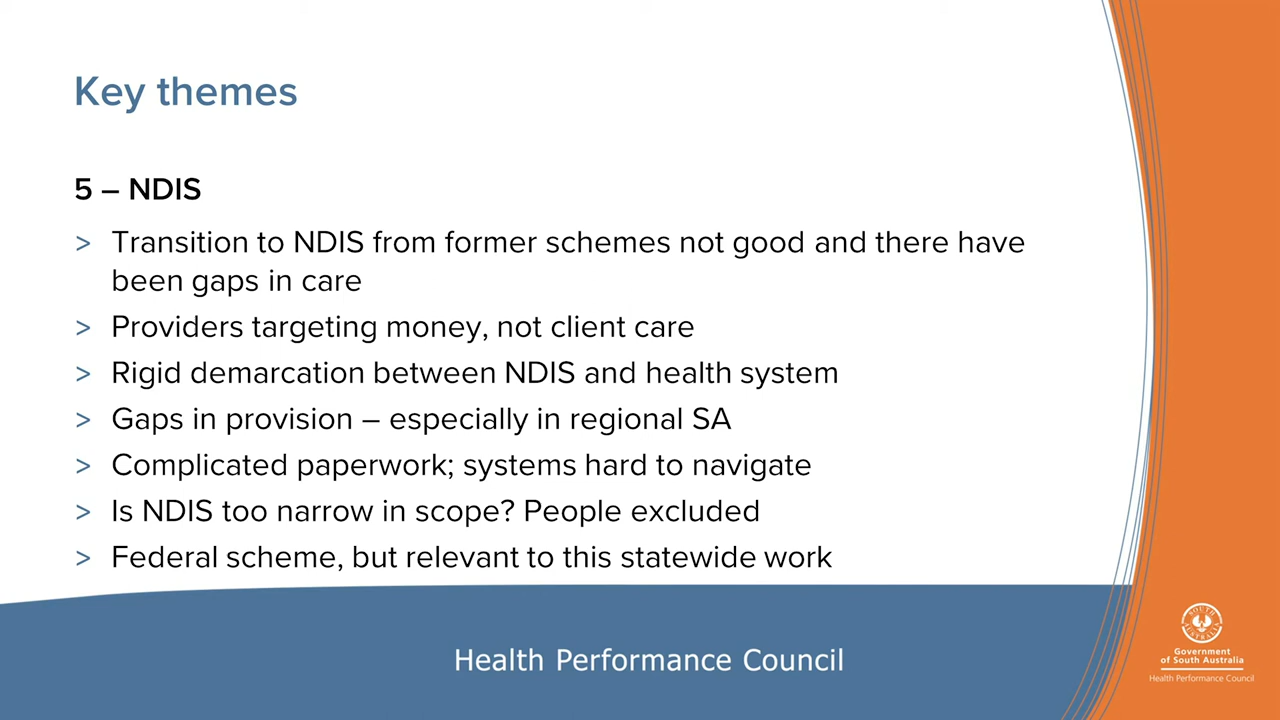 Key themes
5 – NDIS
> Transition to NDIS from former schemes not good and there have
been gaps in care
> Providers targeting money, not client care
> Rigid demarcation between NDIS and health system
> Gaps in provision – especially in regional SA
> Complicated paperwork; systems hard to navigate
> Is NDIS too narrow in scope? People excluded
> Federal scheme, but relevant to this statewide work
Health Performance Council
SOUTH
AUSTRALIA
Government
of South Australia
Health Performance Council